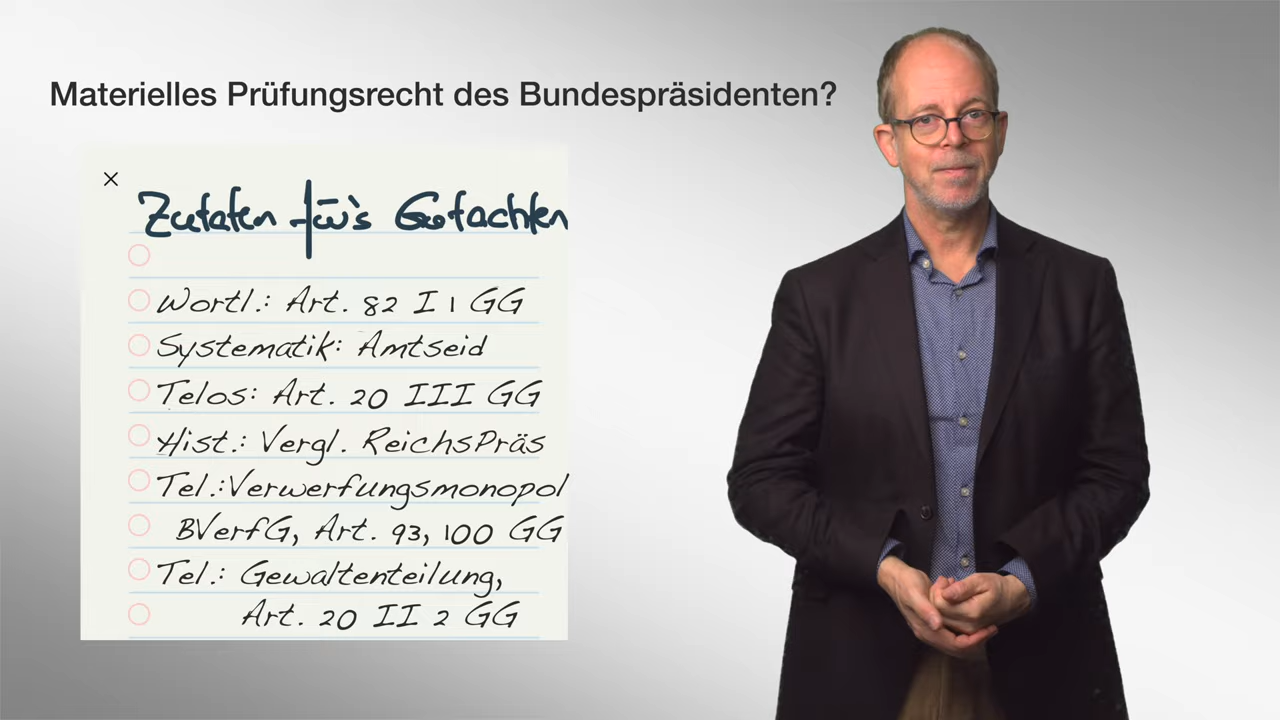 Materielles Prüfungsrecht des Bundespräsidenten?
×
Zutaten für's Gutachten
Wortl.: Art. 82 I 1 GG
Systematik: Amtseid
Telos: Art. 20 III GG
Hist.: Vergl. ReichsPräs
Tel.:Verwerfungsmonopol
BVerfG, Art. 93, 100 GG
Tel.: Gewaltenteilung,
Art. 20 II 2 GG